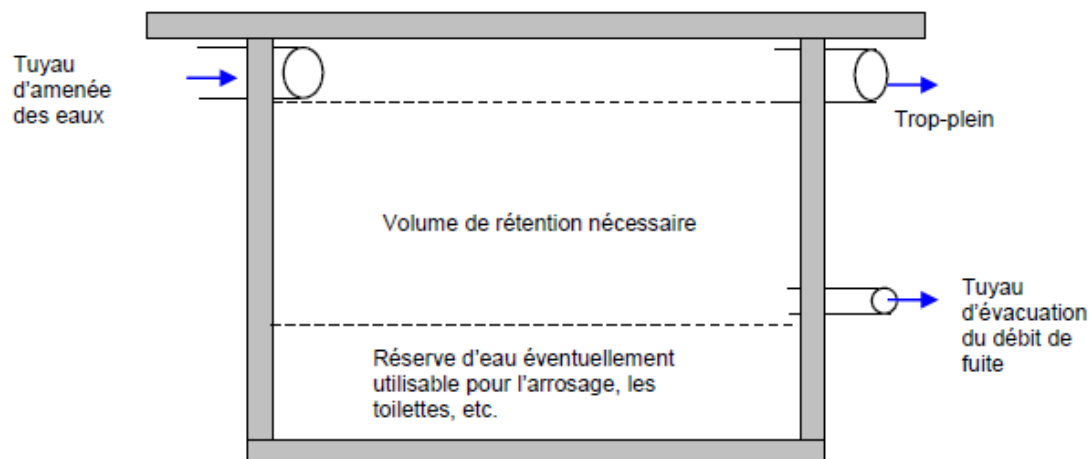 Tuyau
d'amenée
des eaux
Trop-plein
Volume de rétention nécessaire
Tuyau
d'évacuation
du débit de
fuite
Réserve d'eau éventuellement
utilisable pour l'arrosage, les
toilettes, etc.